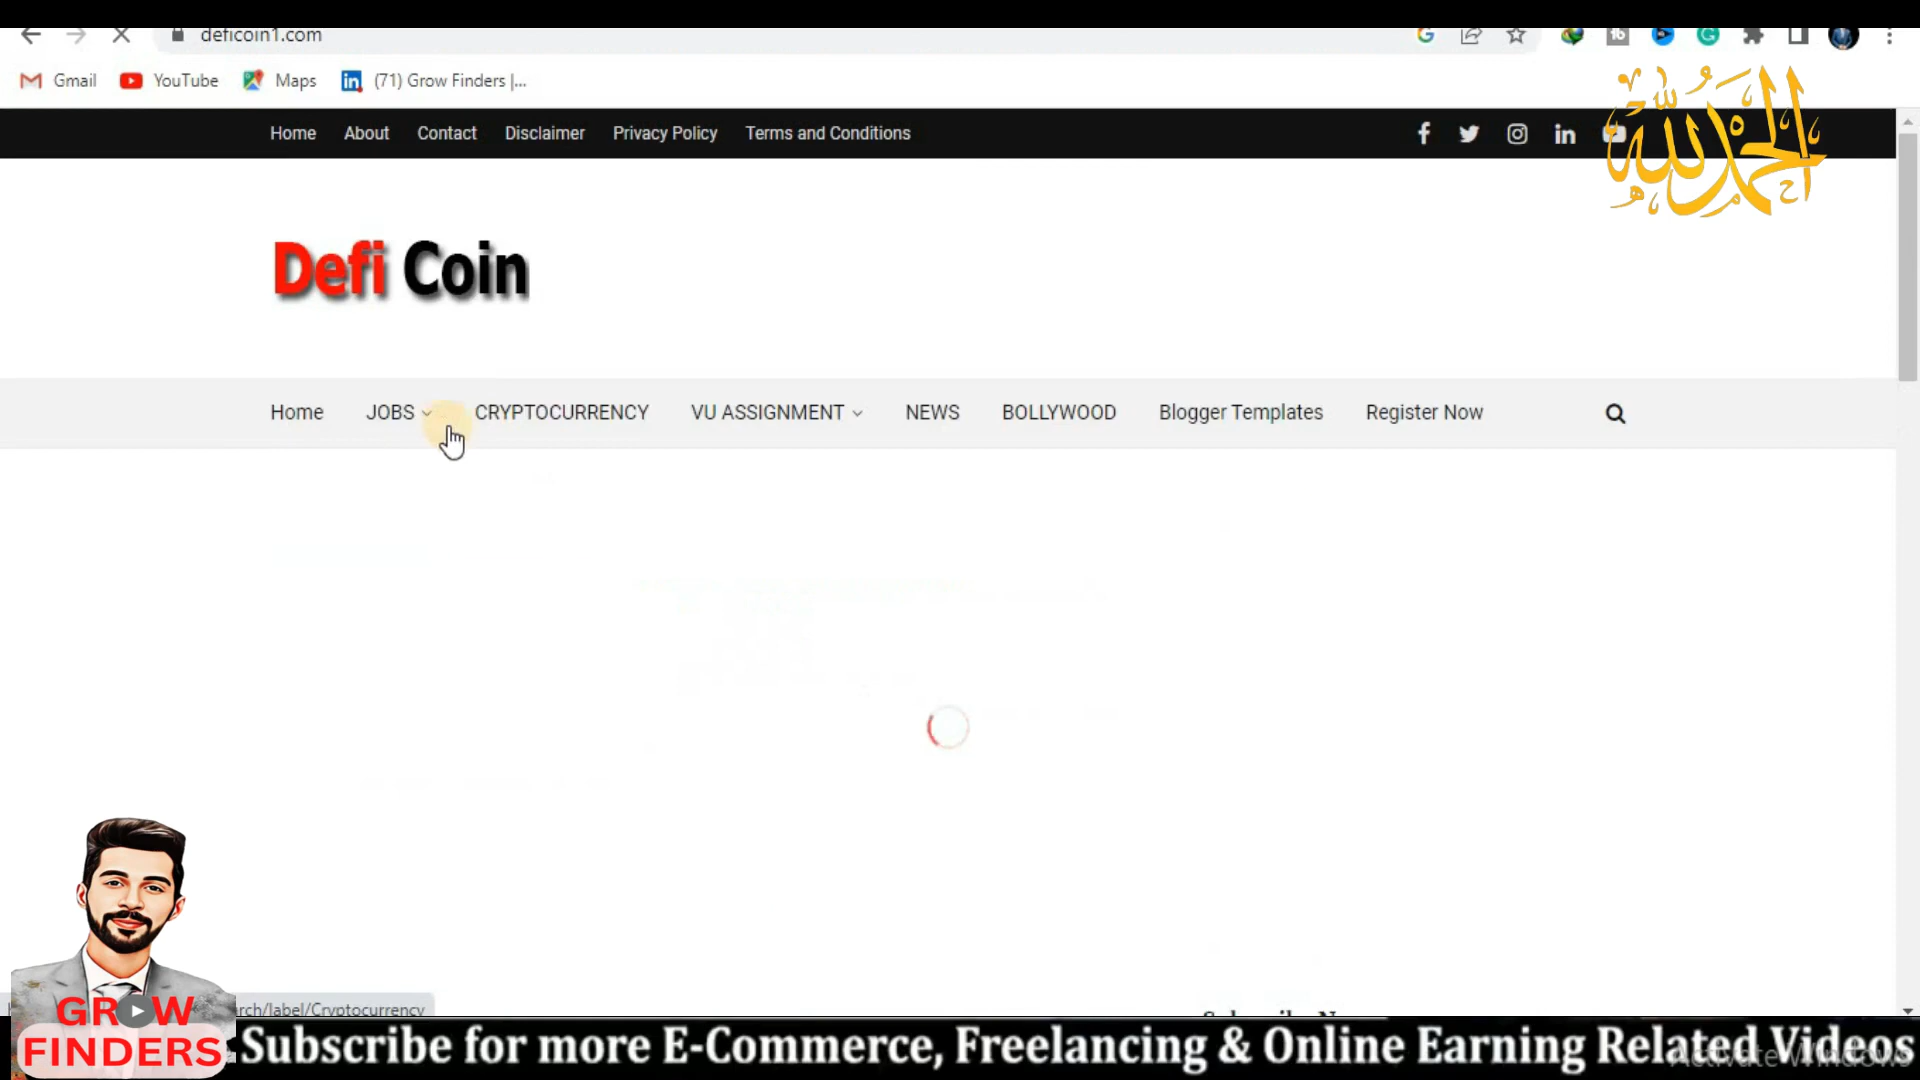 deficoin1.com
Gmail YouTube Maps (71) Grow Finders |...
Home About Contact Disclaimer Privacy Policy Terms and Conditions
الحمد لله
Defi Coin
Home JOBS CRYPTOCURRENCY VU ASSIGNMENT NEWS BOLLYWOOD Blogger Templates Register Now
rch/label/Cryptocurrency
GROW
FINDERS
Subscribe for more E-Commerce, Freelancing & Online Earning Related Videos
Activate Windows